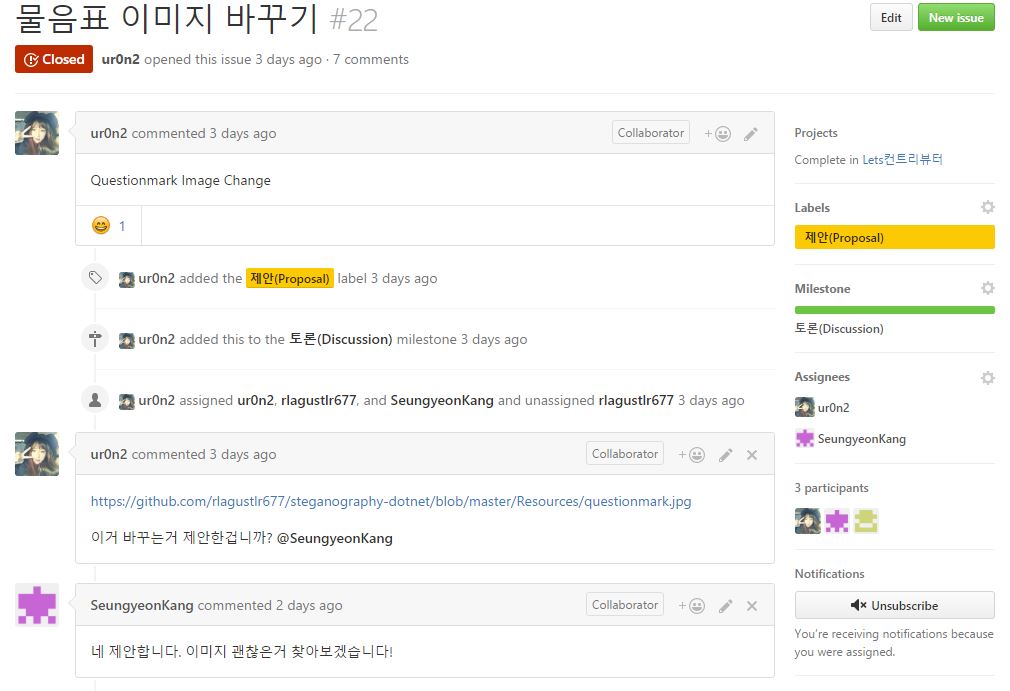 물음표 이미지 바꾸기 #22
Edit
New issue
Closed
ur0n2 opened this issue 3 days ago · 7 comments
ur0n2 commented 3 days ago
Collaborator
Questionmark Image Change
1
ur0n2 added the 제안(Proposal) label 3 days ago
ur0n2 added this to the 토론(Discussion) milestone 3 days ago
ur0n2 assigned ur0n2, rlagustlr677, and SeungyeonKang and unassigned rlagustlr677 3 days ago
ur0n2 commented 3 days ago
Collaborator
https://github.com/rlagustlr677/steganography-dotnet/blob/master/Resources/questionmark.jpg
이거 바꾸는거 제안한겁니까? @SeungyeonKang
SeungyeonKang commented 2 days ago
Collaborator
네 제안합니다. 이미지 괜찮은거 찾아보겠습니다!
Projects
Complete in Lets컨트리뷰터
Labels
제안(Proposal)
Milestone
토론(Discussion)
Assignees
ur0n2
SeungyeonKang
3 participants
Notifications
Unsubscribe
You're receiving notifications because
you were assigned.